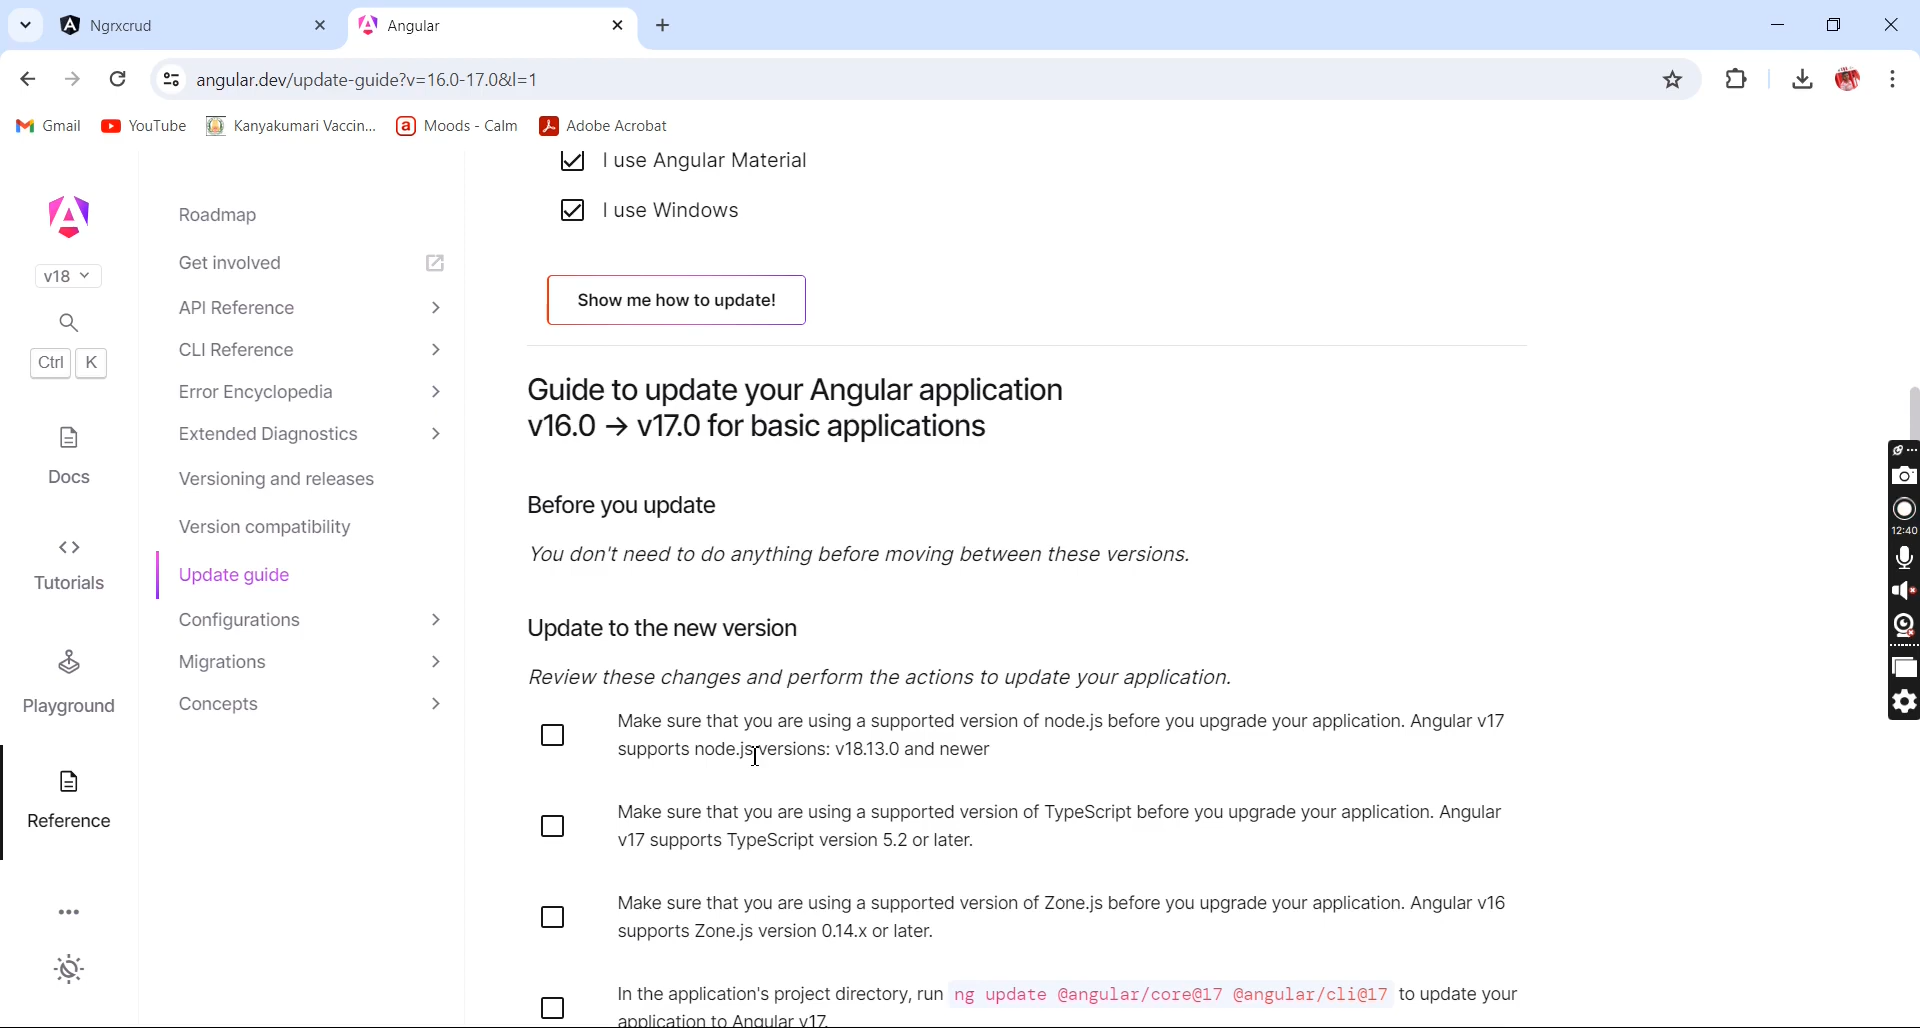 Ngrxcrud
Angular
angular.dev/update-guide?v=16.0-17.0&l=1
Gmail
YouTube
Kanyakumari Vaccin...
Moods - Calm
Adobe Acrobat
v18
Ctrl K
Docs
Tutorials
Playground
Reference
Roadmap
Get involved
API Reference
CLI Reference
Error Encyclopedia
Extended Diagnostics
Versioning and releases
Version compatibility
Update guide
Configurations
Migrations
Concepts
I use Angular Material
I use Windows
Show me how to update!
Guide to update your Angular application
v16.0 → v17.0 for basic applications
Before you update
You don't need to do anything before moving between these versions.
Update to the new version
Review these changes and perform the actions to update your application.
Make sure that you are using a supported version of node.js before you upgrade your application. Angular v17
supports node.js versions: v18.13.0 and newer
Make sure that you are using a supported version of TypeScript before you upgrade your application. Angular
v17 supports TypeScript version 5.2 or later.
Make sure that you are using a supported version of Zone.js before you upgrade your application. Angular v16
supports Zone.js version 0.14.x or later.
In the application's project directory, run ng update @angular/core@17 @angular/cli@17 to update your
application to Angular v17.
12:40